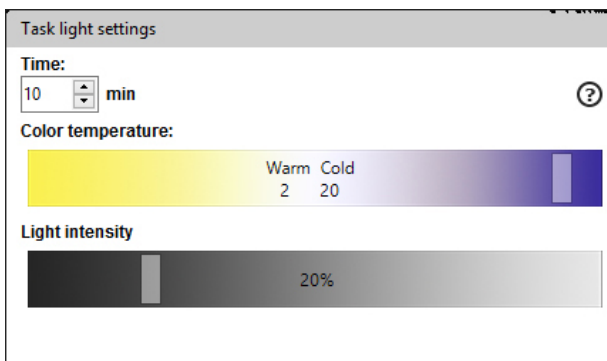 Task light settings
Time:
10 min
?
Color temperature:
Warm Cold
2 20
Light intensity
20%